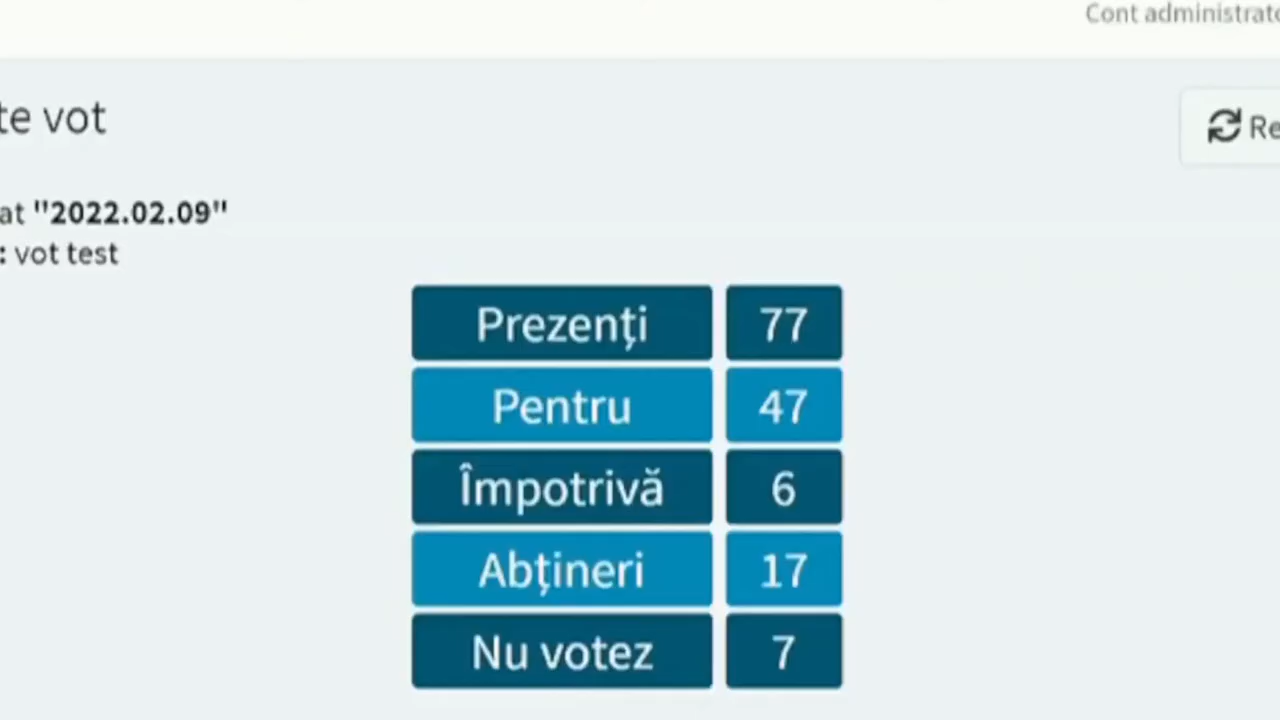 Cont administrat
te vot
Re
at "2022.02.09"
: vot test
Prezenți 77
Pentru 47
Împotrivă 6
Abțineri 17
Nu votez 7